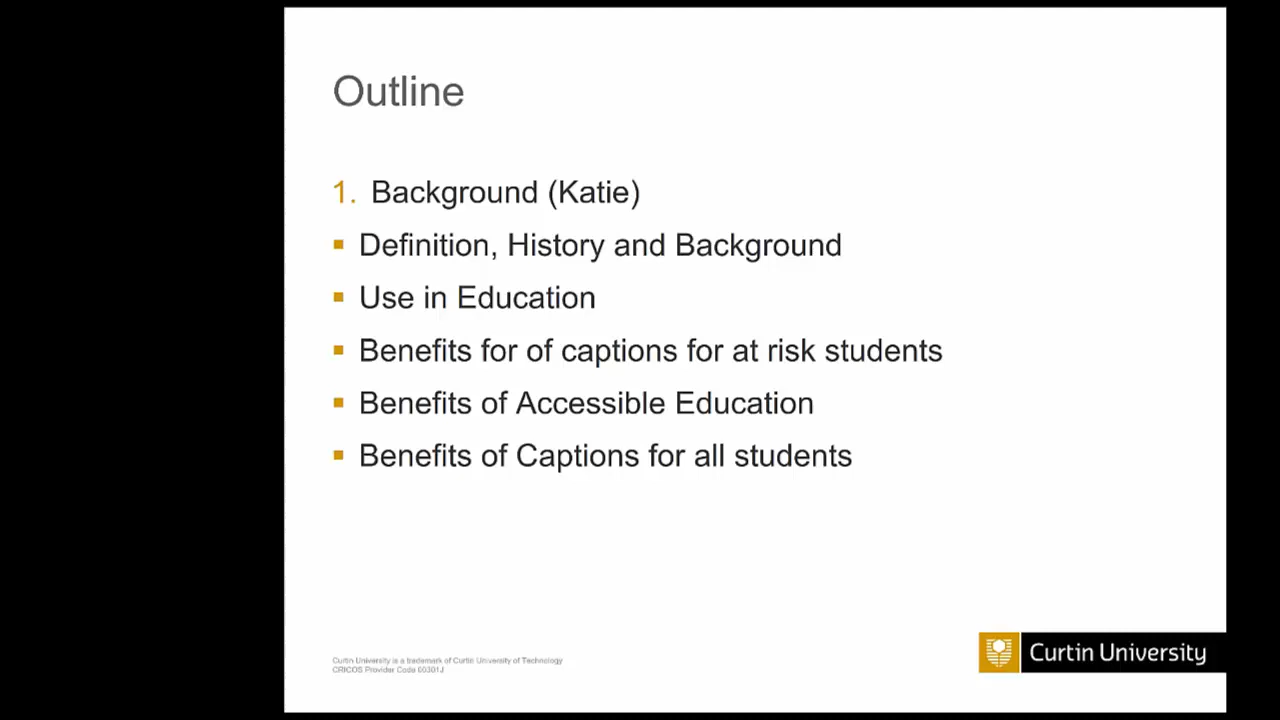 Outline
1. Background (Katie)
Definition, History and Background
Use in Education
Benefits for of captions for at risk students
Benefits of Accessible Education
Benefits of Captions for all students
Curtin University is a trademark of Curtin University of Technology
CRICOS Provider Code 00301J
Curtin University